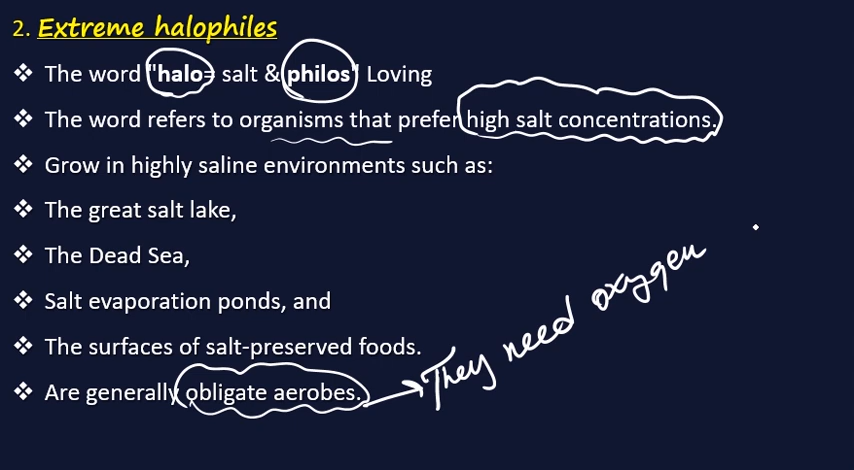 2. Extreme halophiles
❖ The word "halo= salt & philos" Loving
❖ The word refers to organisms that prefer high salt concentrations.
❖ Grow in highly saline environments such as:
❖ The great salt lake,
❖ The Dead Sea,
❖ Salt evaporation ponds, and
❖ The surfaces of salt-preserved foods.
❖ Are generally obligate aerobes.
They need oxygen